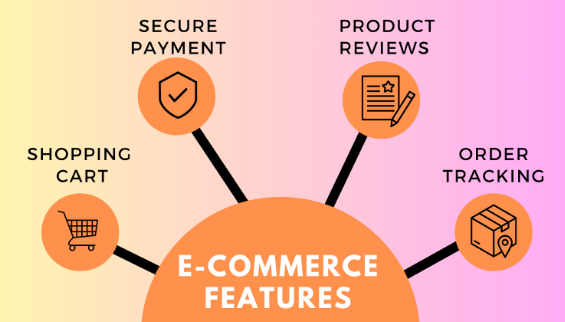 SECURE
PAYMENT
PRODUCT
REVIEWS
SHOPPING
CART
ORDER
TRACKING
E-COMMERCE
FEATURES